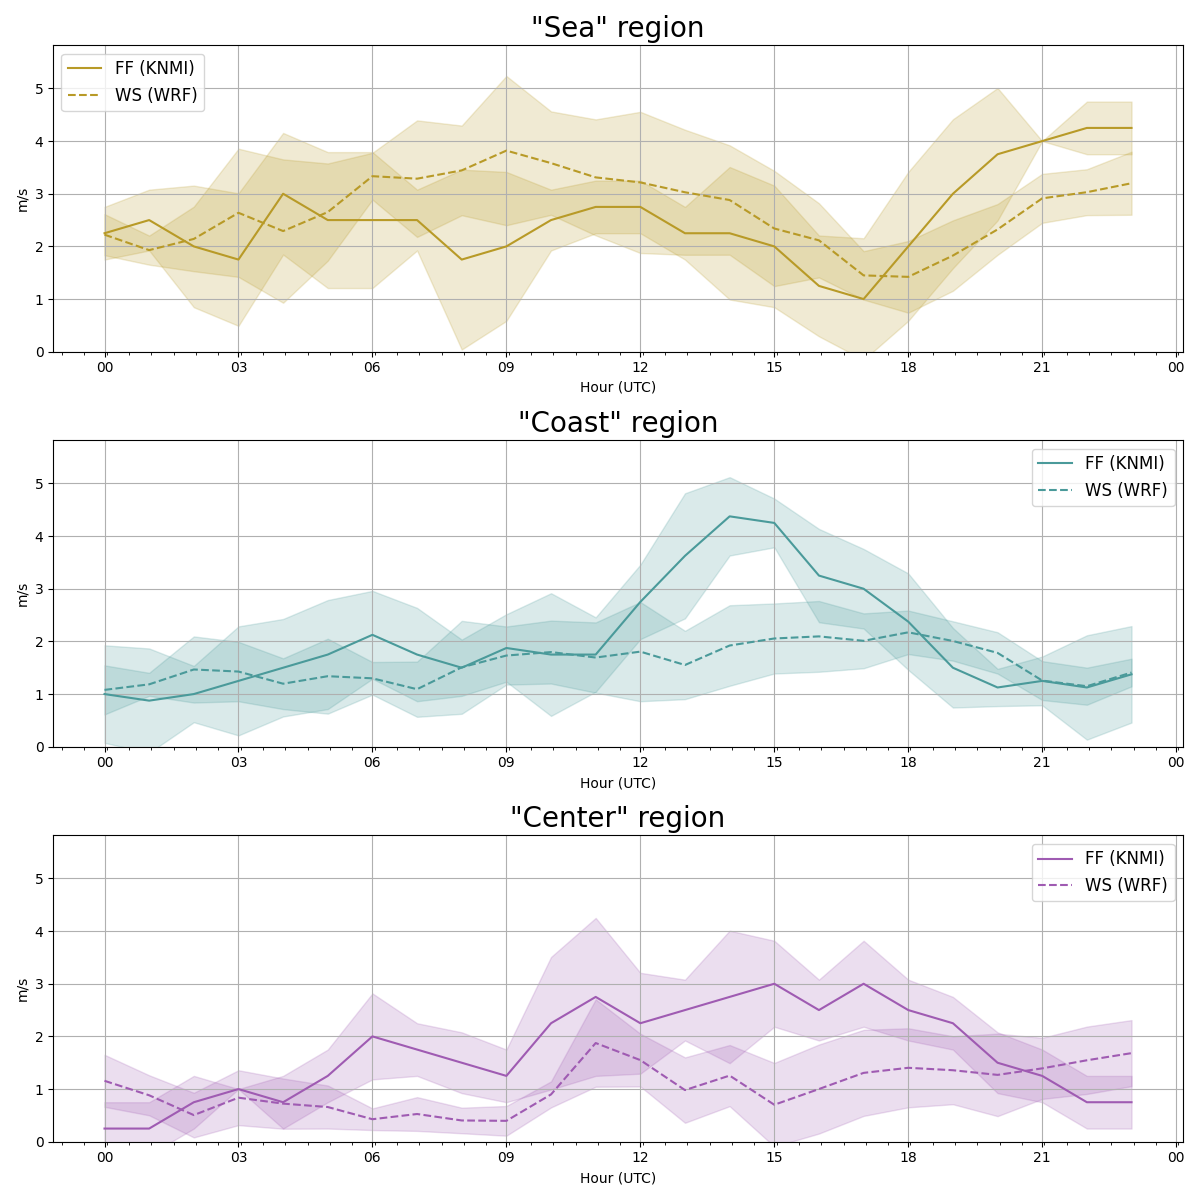 "Sea" region
FF (KNMI)
WS (WRF)
5
4
3
2
1
0
m/s
00 03 06 09 12 15 18 21 00
Hour (UTC)
"Coast" region
FF (KNMI)
WS (WRF)
5
4
3
2
1
0
m/s
00 03 06 09 12 15 18 21 00
Hour (UTC)
"Center" region
FF (KNMI)
WS (WRF)
5
4
3
2
1
0
m/s
00 03 06 09 12 15 18 21 00
Hour (UTC)